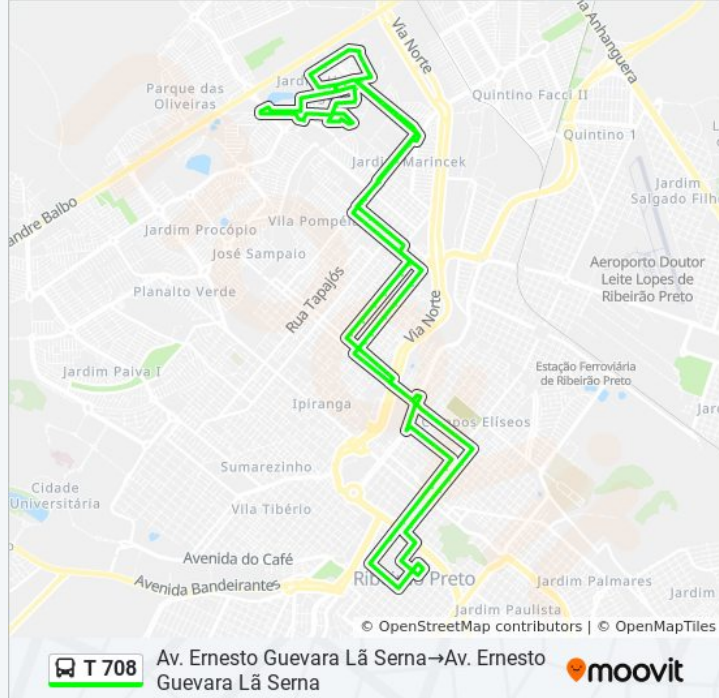 Via Norte
Anhanguera
Parque das
Oliveiras
Quintino Facci II
Quintino 1
Jardim Marincek
Jardim
Salgado Filho
andre Balbo
Vila Pompéia
Jardim Procópio
José Sampaio
Aeroporto Doutor
Leite Lopes de
Ribeirão Preto
Planalto Verde
Rua Tapajós
Via Norte
Jardim Paiva I
Estação Ferroviária
de Ribeirão Preto
Ipiranga
Campos Elíseos
Sumarezinho
Cidade
Universitária
Vila Tibério
Avenida do Café
Avenida Bandeirantes
Ribeirão Preto
Jardim Palmares
Jardim
Jardim Paulista
© OpenStreetMap contributors | © OpenMapTiles
T 708
Av. Ernesto Guevara Lã Serna→Av. Ernesto
Guevara Lã Serna
moovit